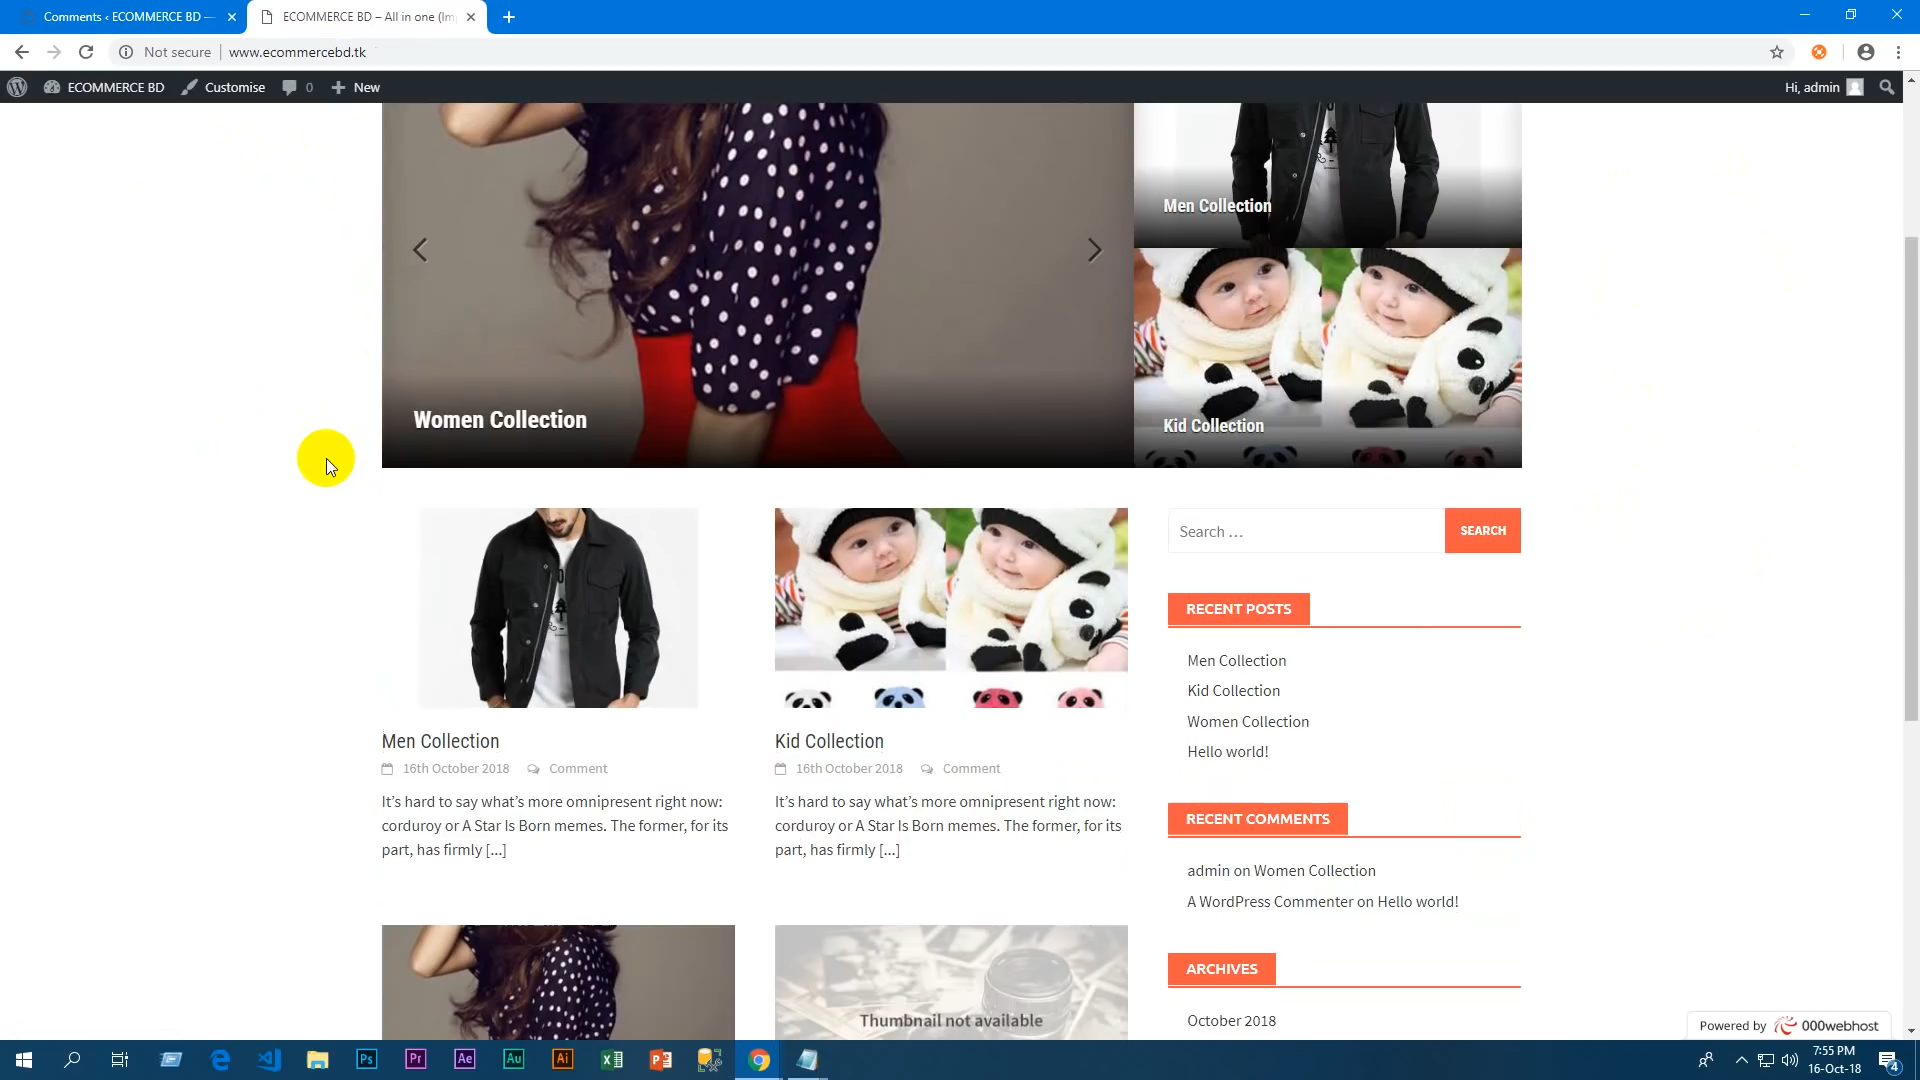 Comments ‹ ECOMMERCE BD —
ECOMMERCE BD – All in one (Im
Not secure
www.ecommercebd.tk
ECOMMERCE BD
Customise
0
New
Hi, admin
Men Collection
Women Collection
Kid Collection
Search …
SEARCH
RECENT POSTS
Men Collection
Kid Collection
Women Collection
Hello world!
Men Collection
16th October 2018
Comment
It’s hard to say what’s more omnipresent right now:
corduroy or A Star Is Born memes. The former, for its
part, has firmly [...]
Kid Collection
16th October 2018
Comment
It’s hard to say what’s more omnipresent right now:
corduroy or A Star Is Born memes. The former, for its
part, has firmly [...]
RECENT COMMENTS
admin on Women Collection
A WordPress Commenter on Hello world!
ARCHIVES
October 2018
Thumbnail not available
Powered by 000webhost
Ps
Pr
Ae
Au
Ai
7:55 PM
16-Oct-18
4